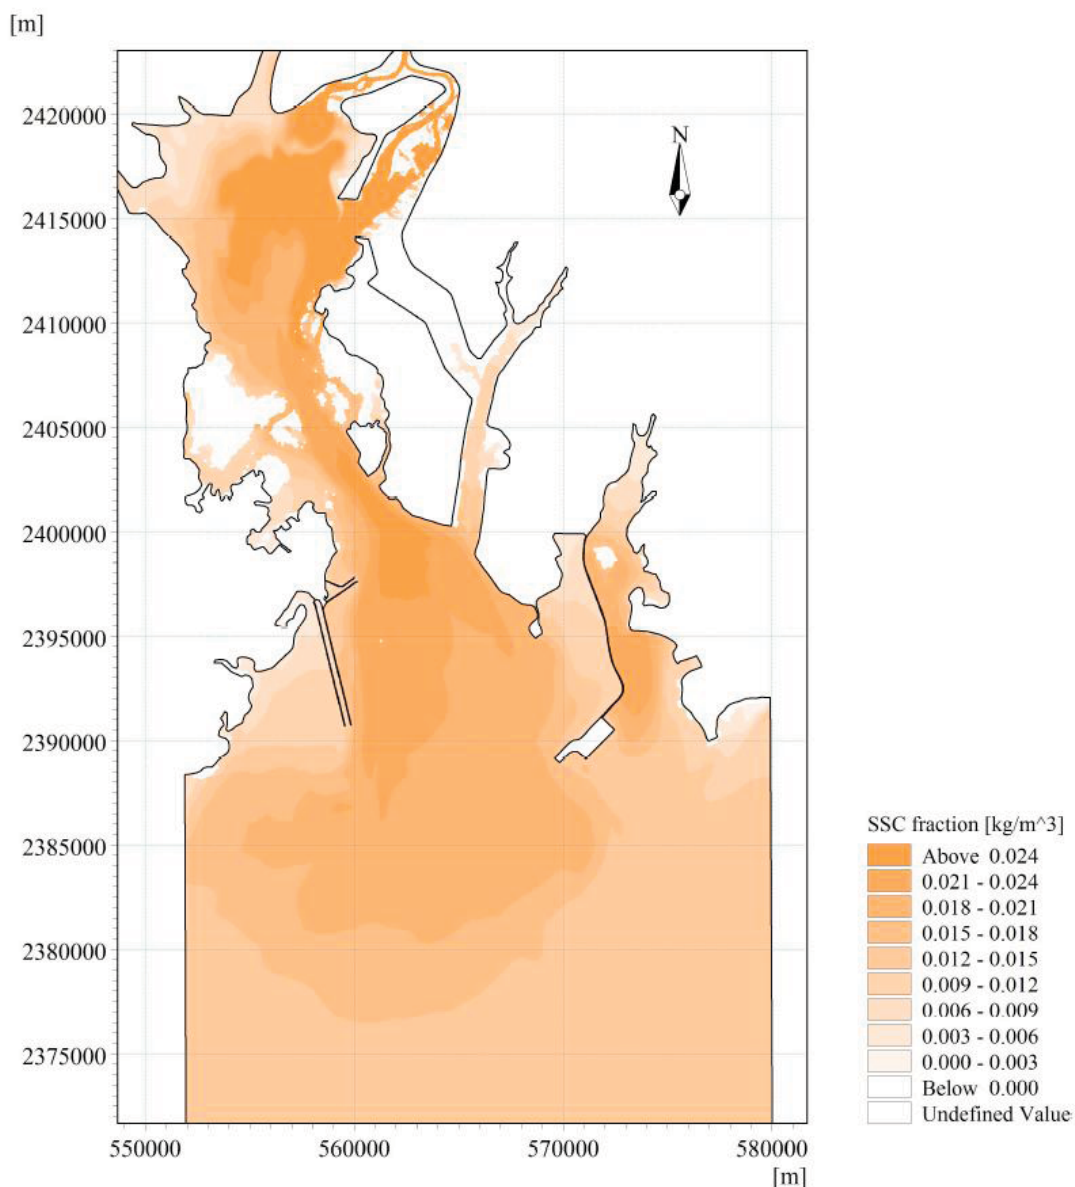 [m]
2420000
2415000
2410000
2405000
2400000
2395000
2390000
2385000
2380000
2375000
N
SSC fraction [kg/m^3]
Above 0.024
0.021 - 0.024
0.018 - 0.021
0.015 - 0.018
0.012 - 0.015
0.009 - 0.012
0.006 - 0.009
0.003 - 0.006
0.000 - 0.003
Below 0.000
Undefined Value
550000 560000 570000 580000
[m]